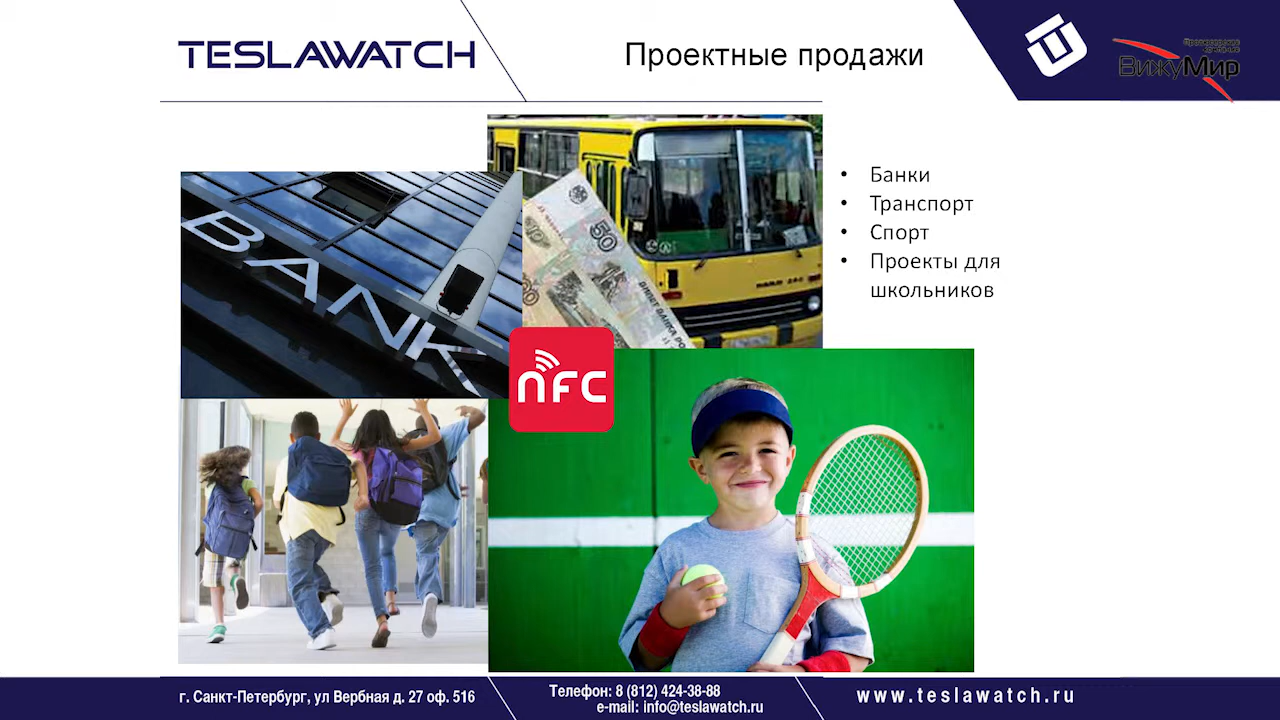 TESLAWATCH
Проектные продажи
ВижуМир
• Банки
• Транспорт
• Спорт
• Проекты для
школьников
BANK
50
nFC
г. Санкт-Петербург, ул Вербная д. 27 оф. 516
Телефон: 8 (812) 424-38-88
e-mail: info@teslawatch.ru
www.teslawatch.ru